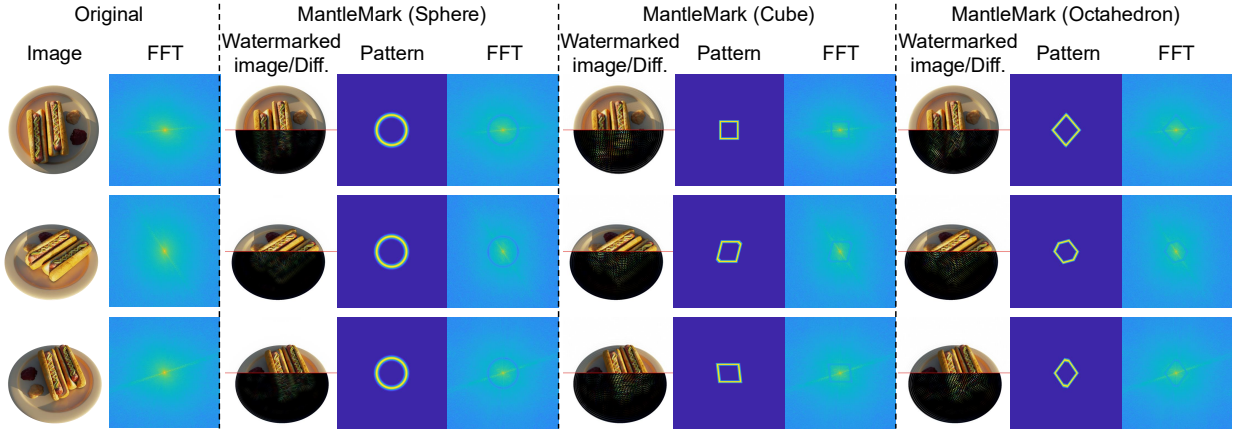 Original
MantleMark (Sphere)
MantleMark (Cube)
MantleMark (Octahedron)
Image
FFT
Watermarked
image/Diff.
Pattern
FFT
Watermarked
image/Diff.
Pattern
FFT
Watermarked
image/Diff.
Pattern
FFT